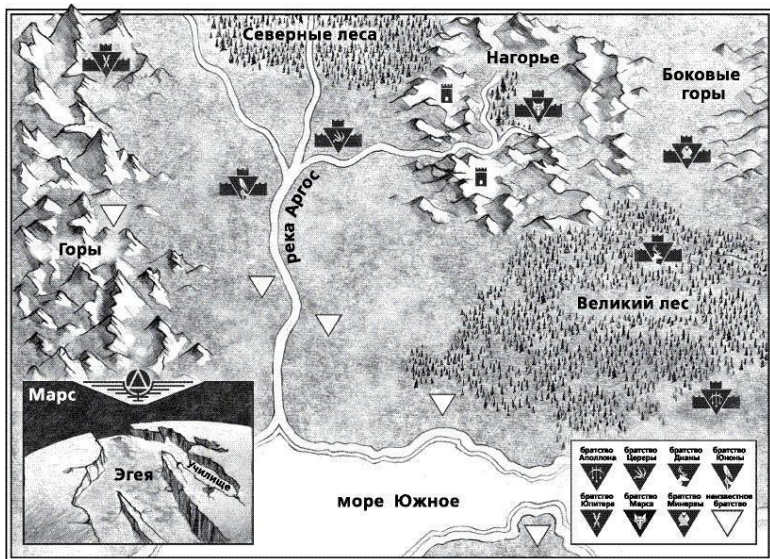 Северные леса
Нагорье
Боковые
горы
река Аргос
Горы
Великий лес
Марс
Эгея
Училище
море Южное
братство
Аполлона
братство
Цереры
братство
Дианы
братство
Юноны
братство
Юпитера
братство
Марса
братство
Минервы
неизвестное
братство